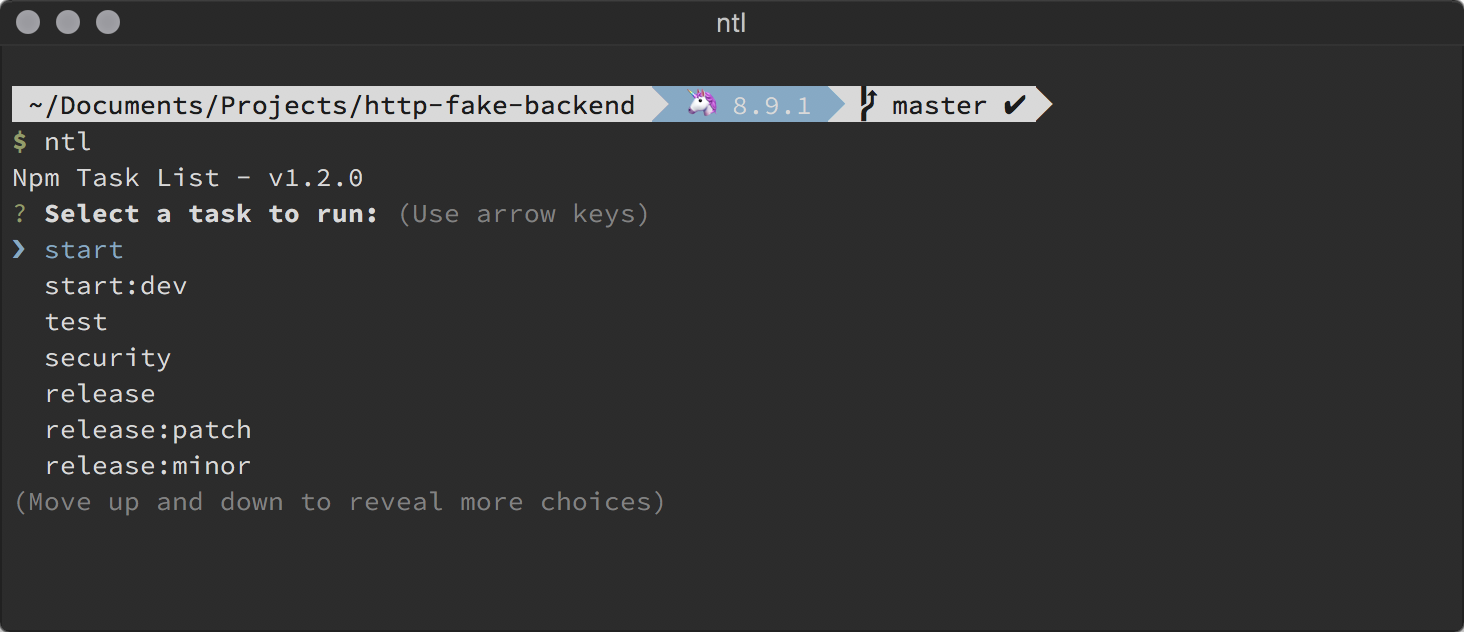 ntl
~/Documents/Projects/http-fake-backend 🦄 8.9.1 master ✔
$ ntl
Npm Task List - v1.2.0
? Select a task to run: (Use arrow keys)
❯ start
start:dev
test
security
release
release:patch
release:minor
(Move up and down to reveal more choices)